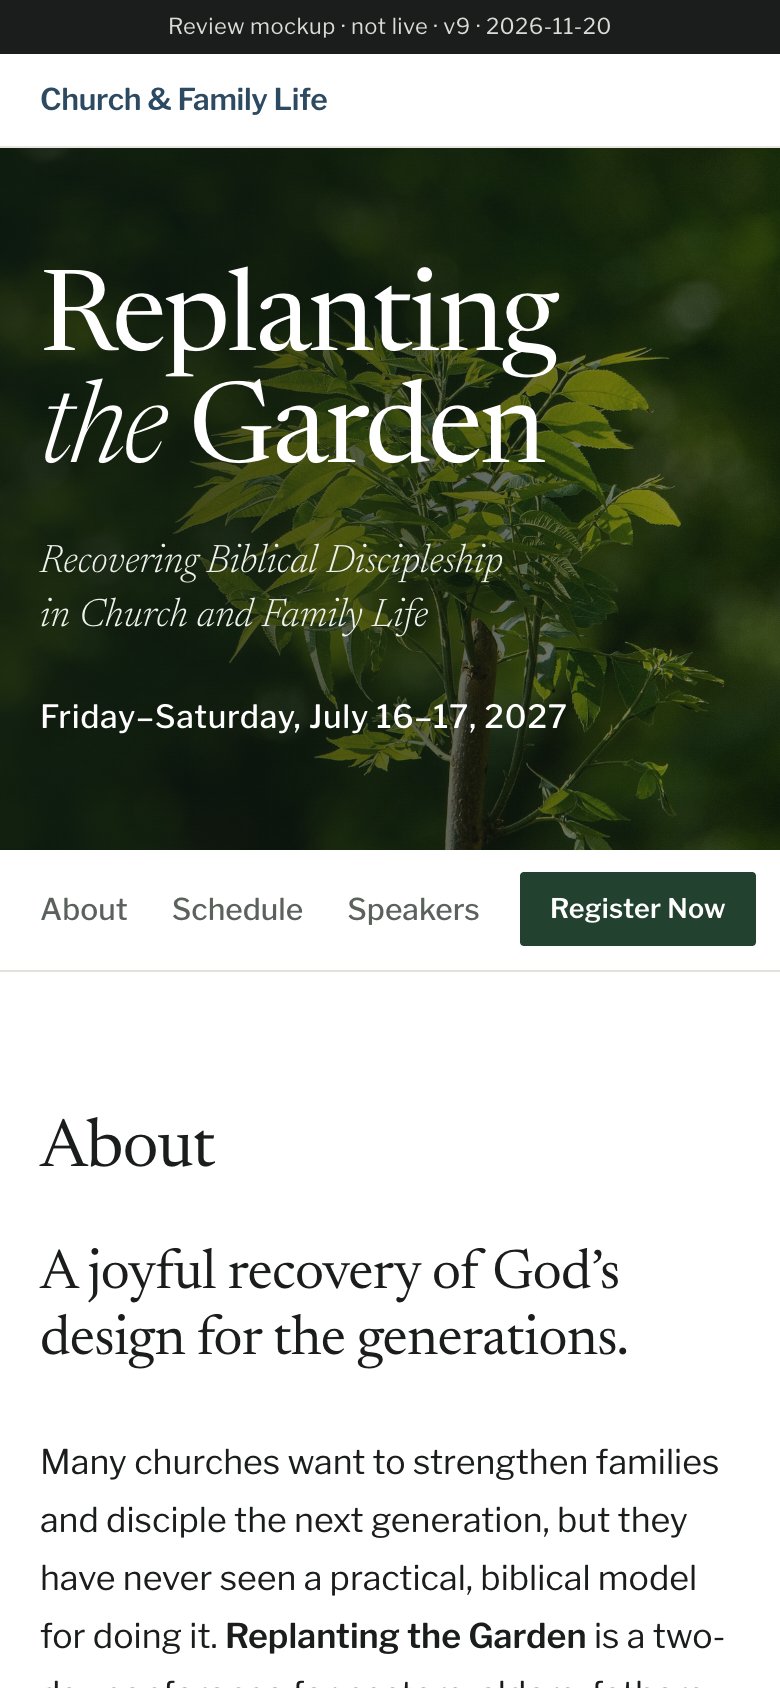 Review mockup · not live · v9 · 2026-11-20
Church & Family Life
Replanting
the Garden
Recovering Biblical Discipleship
in Church and Family Life
Friday–Saturday, July 16–17, 2027
About Schedule Speakers Register Now
About
A joyful recovery of God’s
design for the generations.
Many churches want to strengthen families
and disciple the next generation, but they
have never seen a practical, biblical model
for doing it. Replanting the Garden is a two-